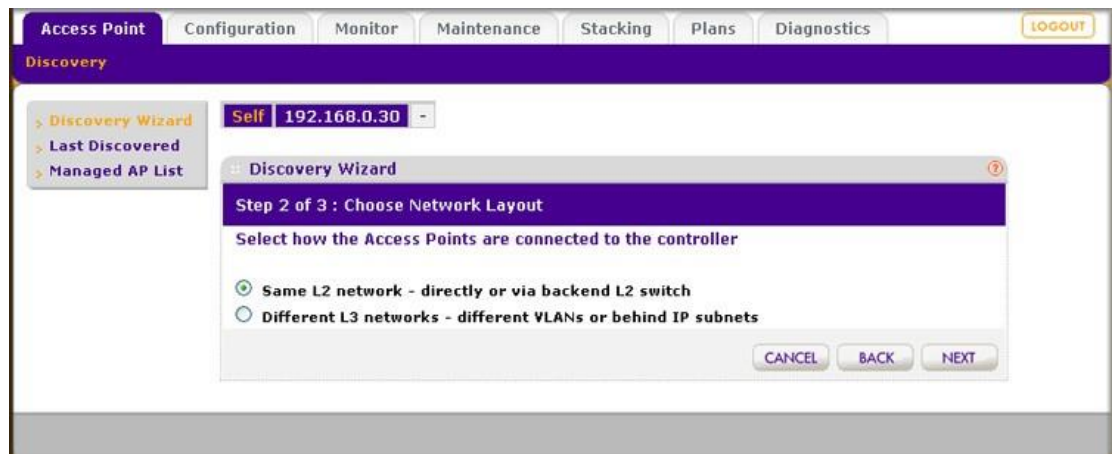 Access Point Configuration Monitor Maintenance Stacking Plans Diagnostics LOGOUT
Discovery
Discovery Wizard
Last Discovered
Managed AP List
Self 192.168.0.30 -
Discovery Wizard ?
Step 2 of 3 : Choose Network Layout
Select how the Access Points are connected to the controller
Same L2 network - directly or via backend L2 switch
Different L3 networks - different VLANs or behind IP subnets
CANCEL BACK NEXT